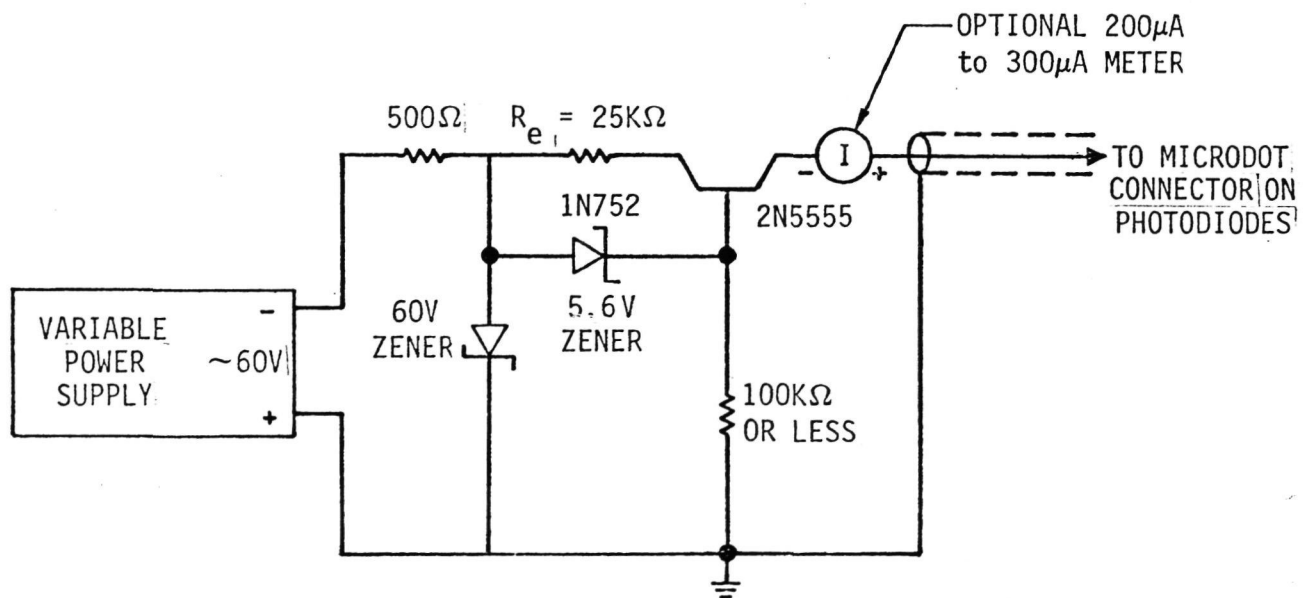 OPTIONAL 200µA
to 300µA METER
500Ω
Re = 25KΩ
I
- +
TO MICRODOT
CONNECTOR ON
PHOTODIODES
1N752
2N5555
5.6V
ZENER
60V
ZENER
VARIABLE
POWER
SUPPLY
~60V
-
+
100KΩ
OR LESS